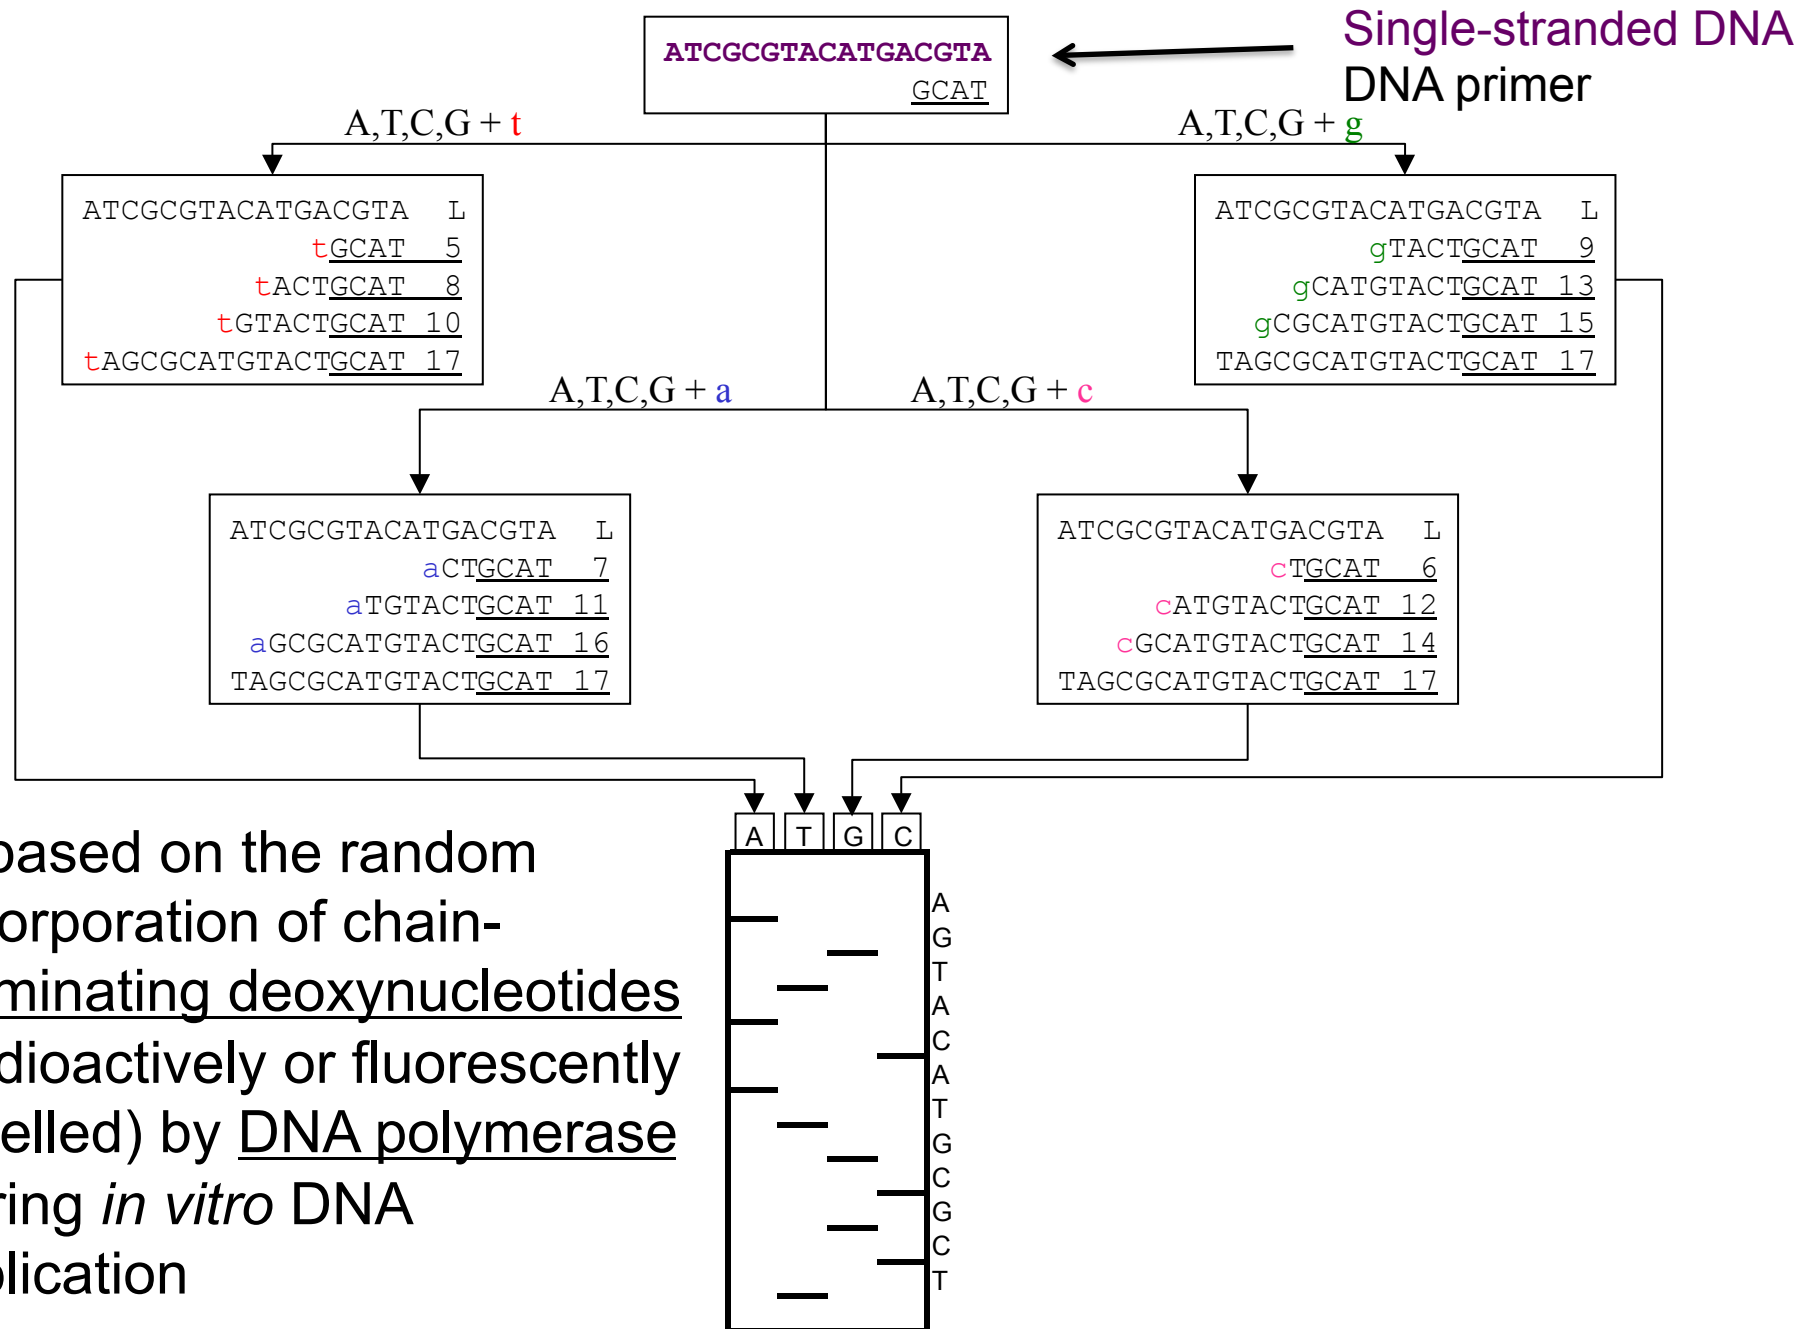 Single-stranded DNA
DNA primer
ATCGCGTACATGACGTA
GCAT
A,T,C,G + t
A,T,C,G + g
ATCGCGTACATGACGTA L
tGCAT 5
tACTGCAT 8
tGTACTGCAT 10
tAGCGCATGTACTGCAT 17
ATCGCGTACATGACGTA L
gTACTGCAT 9
gCATGTACTGCAT 13
gCGCATGTACTGCAT 15
TAGCGCATGTACTGCAT 17
A,T,C,G + a
A,T,C,G + c
ATCGCGTACATGACGTA L
aCTGCAT 7
aTGTACTGCAT 11
aGCGCATGTACTGCAT 16
TAGCGCATGTACTGCAT 17
ATCGCGTACATGACGTA L
cTGCAT 6
cATGTACTGCAT 12
cGCATGTACTGCAT 14
TAGCGCATGTACTGCAT 17
A T G C
based on the random
orporation of chain-
minating deoxynucleotides
dioactively or fluorescently
elled) by DNA polymerase
ring in vitro DNA
plication
A
G
T
A
C
A
T
G
C
G
C
T